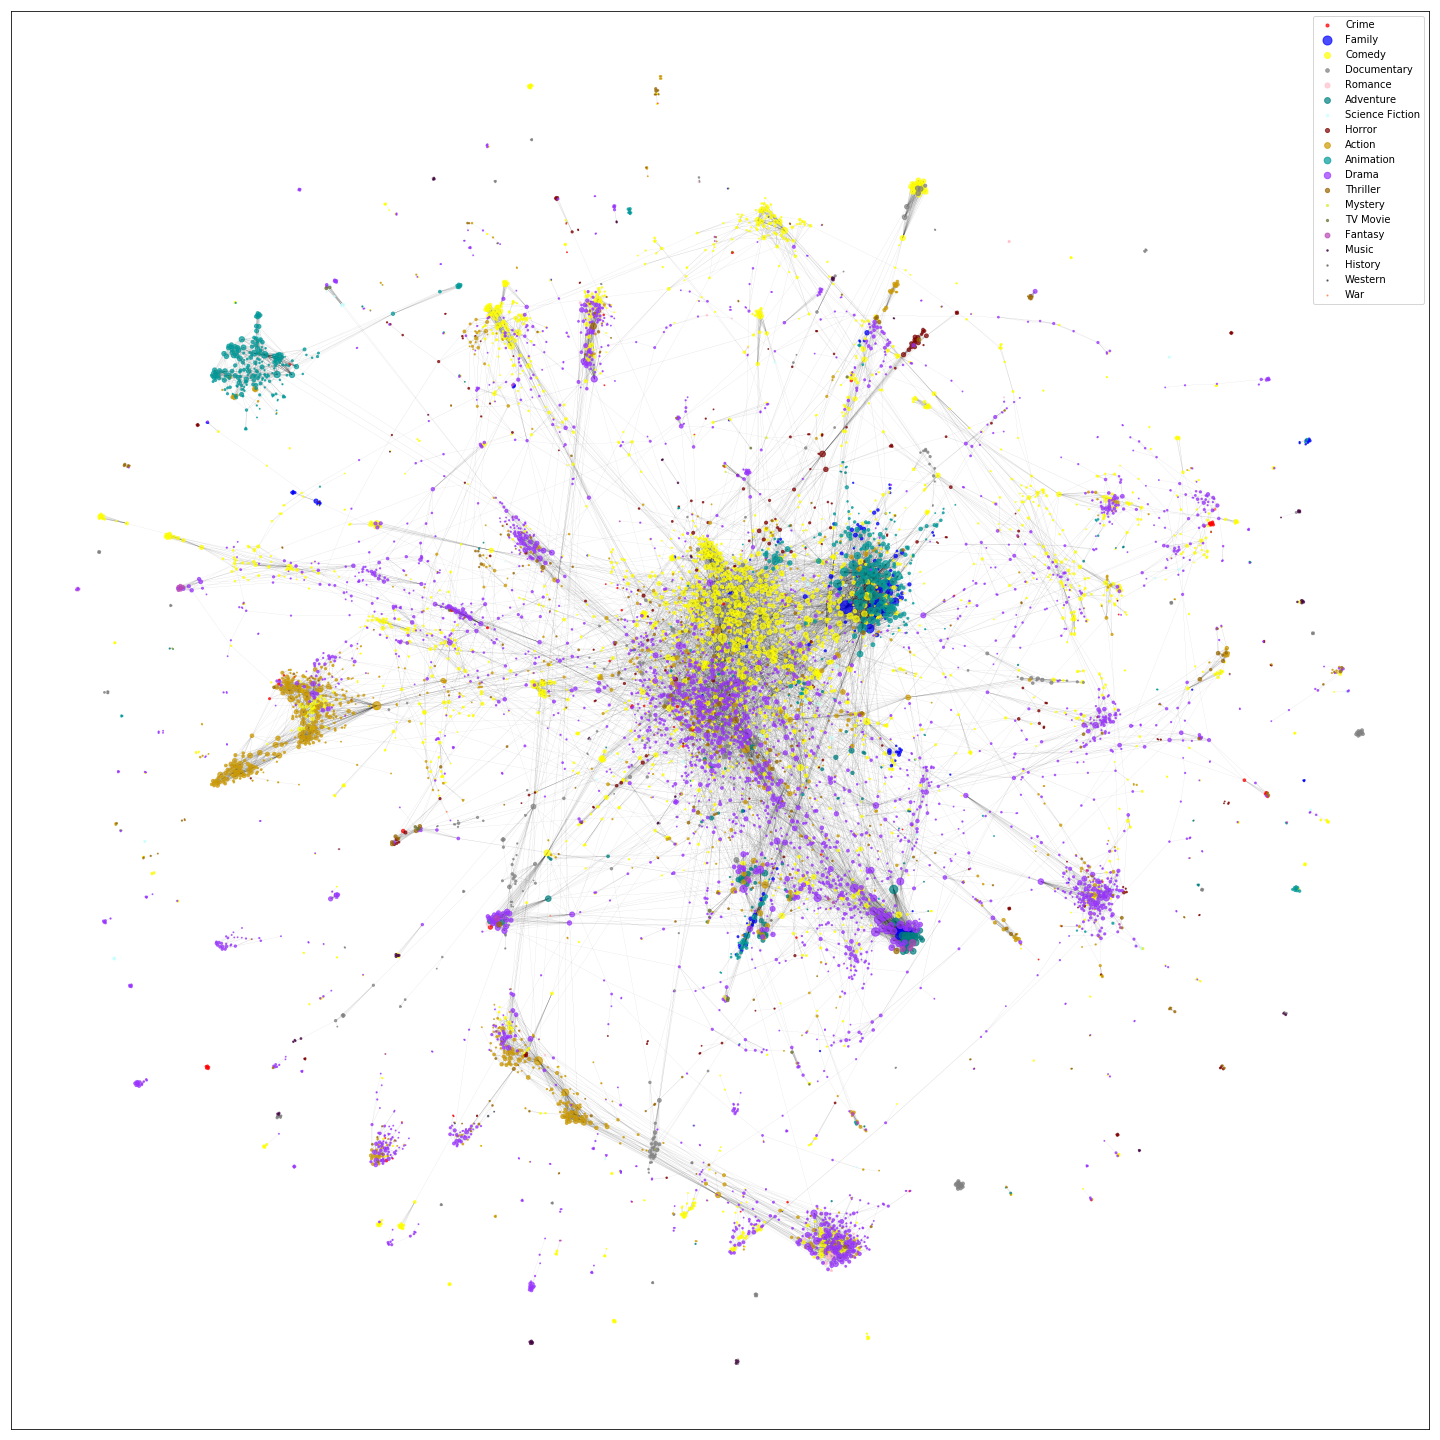 Crime
Family
Comedy
Documentary
Romance
Adventure
Science Fiction
Horror
Action
Animation
Drama
Thriller
Mystery
TV Movie
Fantasy
Music
History
Western
War